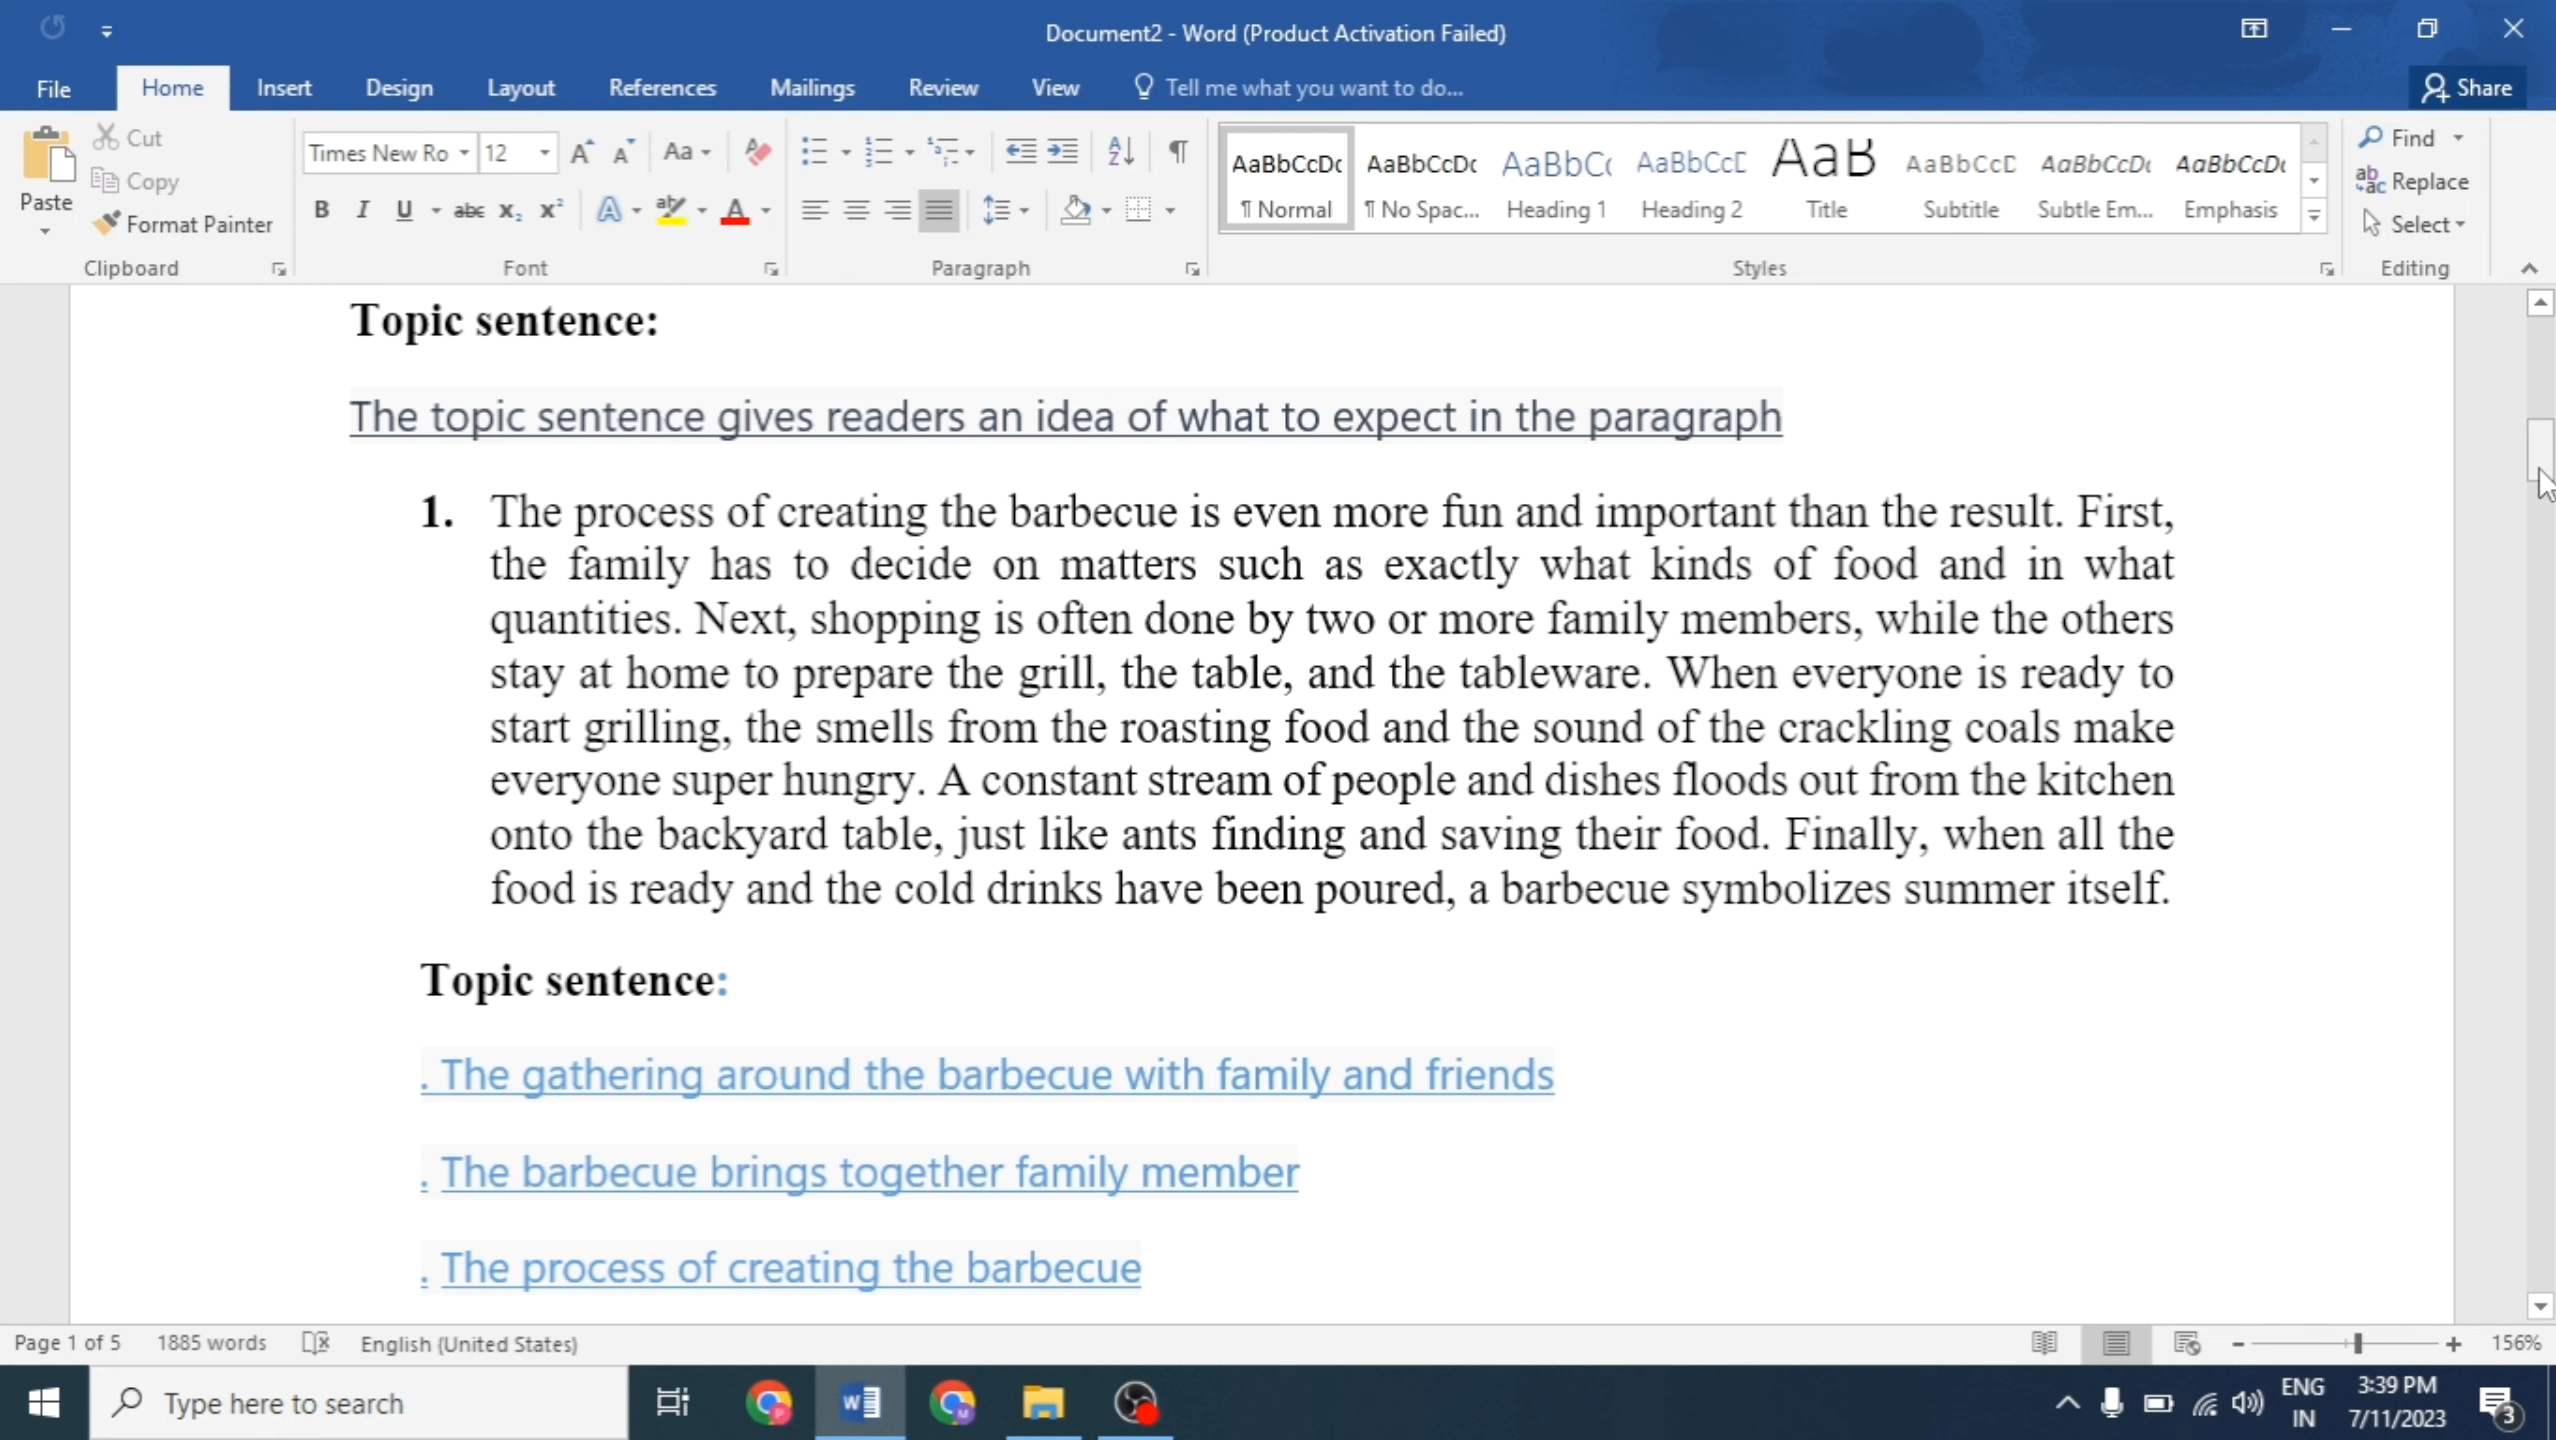 Document2 - Word (Product Activation Failed)
File Home Insert Design Layout References Mailings Review View Tell me what you want to do... Share
Paste Cut Copy Format Painter Clipboard
Times New Ro 12 Aa Font
Paragraph
AaBbCcDc AaBbCcDc AaBbC( AaBbCcD AaB AaBbCcD AaBbCcDc AaBbCcDc
¶ Normal ¶ No Spac... Heading 1 Heading 2 Title Subtitle Subtle Em... Emphasis
Styles
Find
Replace
Select
Editing
Topic sentence:
The topic sentence gives readers an idea of what to expect in the paragraph
1. The process of creating the barbecue is even more fun and important than the result. First,
the family has to decide on matters such as exactly what kinds of food and in what
quantities. Next, shopping is often done by two or more family members, while the others
stay at home to prepare the grill, the table, and the tableware. When everyone is ready to
start grilling, the smells from the roasting food and the sound of the crackling coals make
everyone super hungry. A constant stream of people and dishes floods out from the kitchen
onto the backyard table, just like ants finding and saving their food. Finally, when all the
food is ready and the cold drinks have been poured, a barbecue symbolizes summer itself.
Topic sentence:
. The gathering around the barbecue with family and friends
. The barbecue brings together family member
. The process of creating the barbecue
Page 1 of 5 1885 words English (United States) 156%
Type here to search
ENG
IN
3:39 PM
7/11/2023
3